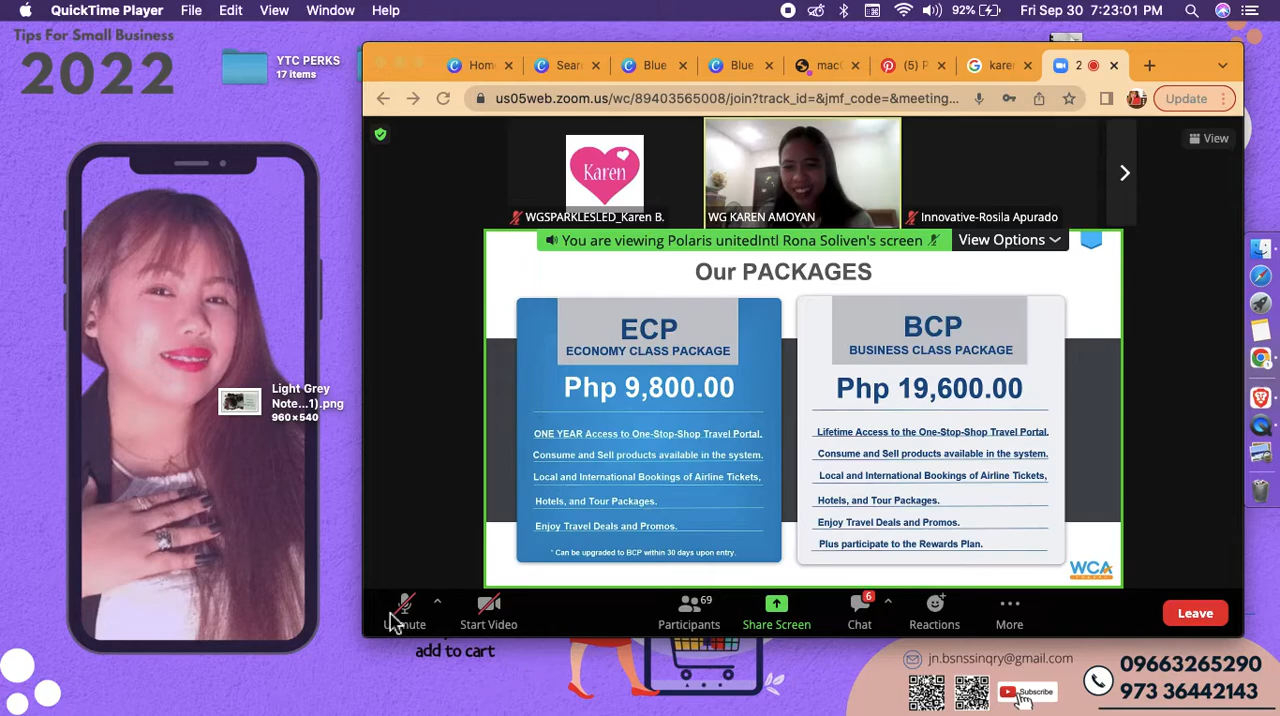 QuickTime Player File Edit View Window Help
92% Fri Sep 30 7:23:01 PM
Tips For Small Business
2022
YTC PERKS
17 items
Hom
Sear
Blue
Blue
mac
(5) P
kare
2
us05web.zoom.us/wc/89403565008/join?track_id=&jmf_code=&meeting...
Update
Karen
WGSPARKLESLED_Karen B.
WG KAREN AMOYAN
Innovative-Rosila Apurado
View
You are viewing Polaris unitedIntl Rona Soliven's screen
View Options
Our PACKAGES
ECP
ECONOMY CLASS PACKAGE
Php 9,800.00
ONE YEAR Access to One-Stop-Shop Travel Portal.
Consume and Sell products available in the system.
Local and International Bookings of Airline Tickets,
Hotels, and Tour Packages.
Enjoy Travel Deals and Promos.
* Can be upgraded to BCP within 30 days upon entry.
BCP
BUSINESS CLASS PACKAGE
Php 19,600.00
Lifetime Access to the One-Stop-Shop Travel Portal.
Consume and Sell products available in the system.
Local and International Bookings of Airline Tickets,
Hotels, and Tour Packages.
Enjoy Travel Deals and Promos.
Plus participate to the Rewards Plan.
WCA
Light Grey
Note...1).png
960×540
Start Video
Participants
69
Share Screen
Chat
6
Reactions
More
Leave
add to cart
jn.bsnssinqry@gmail.com
Subscribe
09663265290
973 36442143